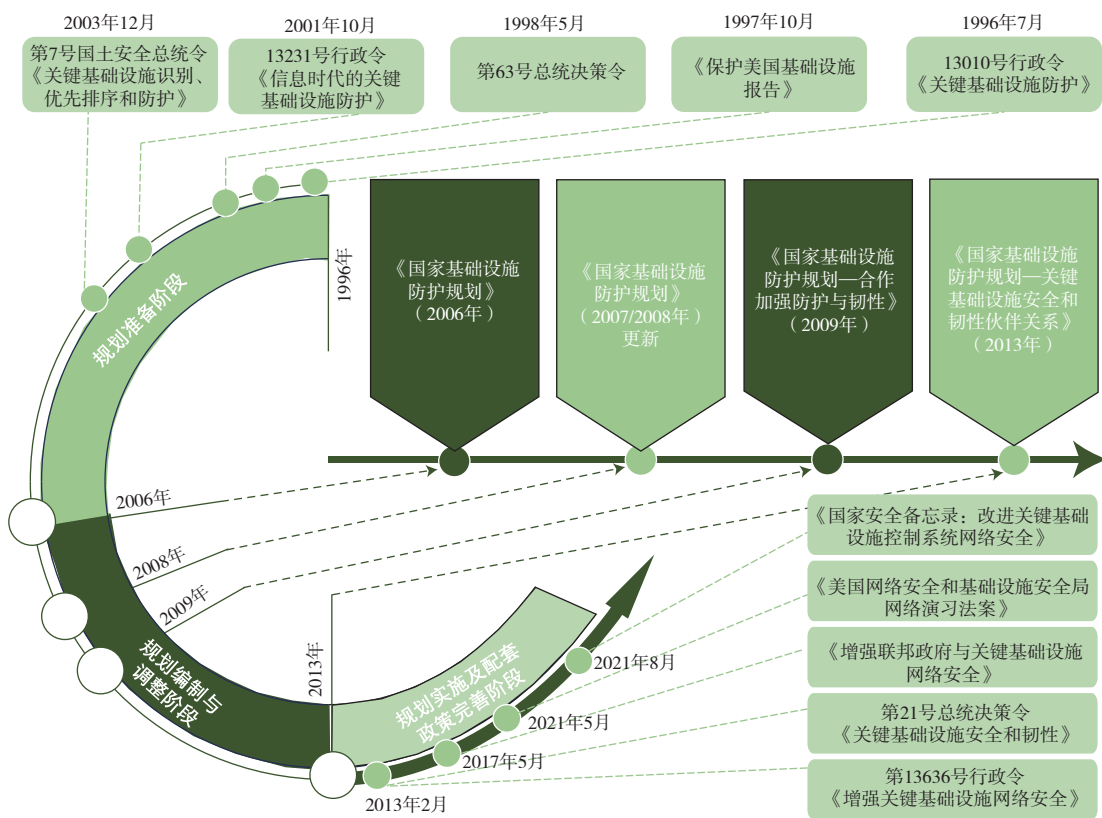 2003年12月
2001年10月
1998年5月
1997年10月
1996年7月
第7号国土安全总统令
《关键基础设施识别、
优先排序和防护》
13231号行政令
《信息时代的关键
基础设施防护》
第63号总统决策令
《保护美国基础设施
报告》
13010号行政令
《关键基础设施防护》
规划准备阶段
1996年
《国家基础设施
防护规划》
（2006年）
《国家基础设施
防护规划》
（2007/2008年）
更新
《国家基础设施
防护规划—合作
加强防护与韧性》
（2009年）
《国家基础设施
防护规划—关键
基础设施安全和
韧性伙伴关系》
（2013年）
2006年
2008年
2009年
2013年
规划编制与
调整阶段
规划实施及配套
政策完善阶段
2013年2月
2017年5月
2021年5月
2021年8月
《国家安全备忘录：改进关键基础
设施控制系统网络安全》
《美国网络安全和基础设施安全局
网络演习法案》
《增强联邦政府与关键基础设施
网络安全》
第21号总统决策令
《关键基础设施安全和韧性》
第13636号行政令
《增强关键基础设施网络安全》